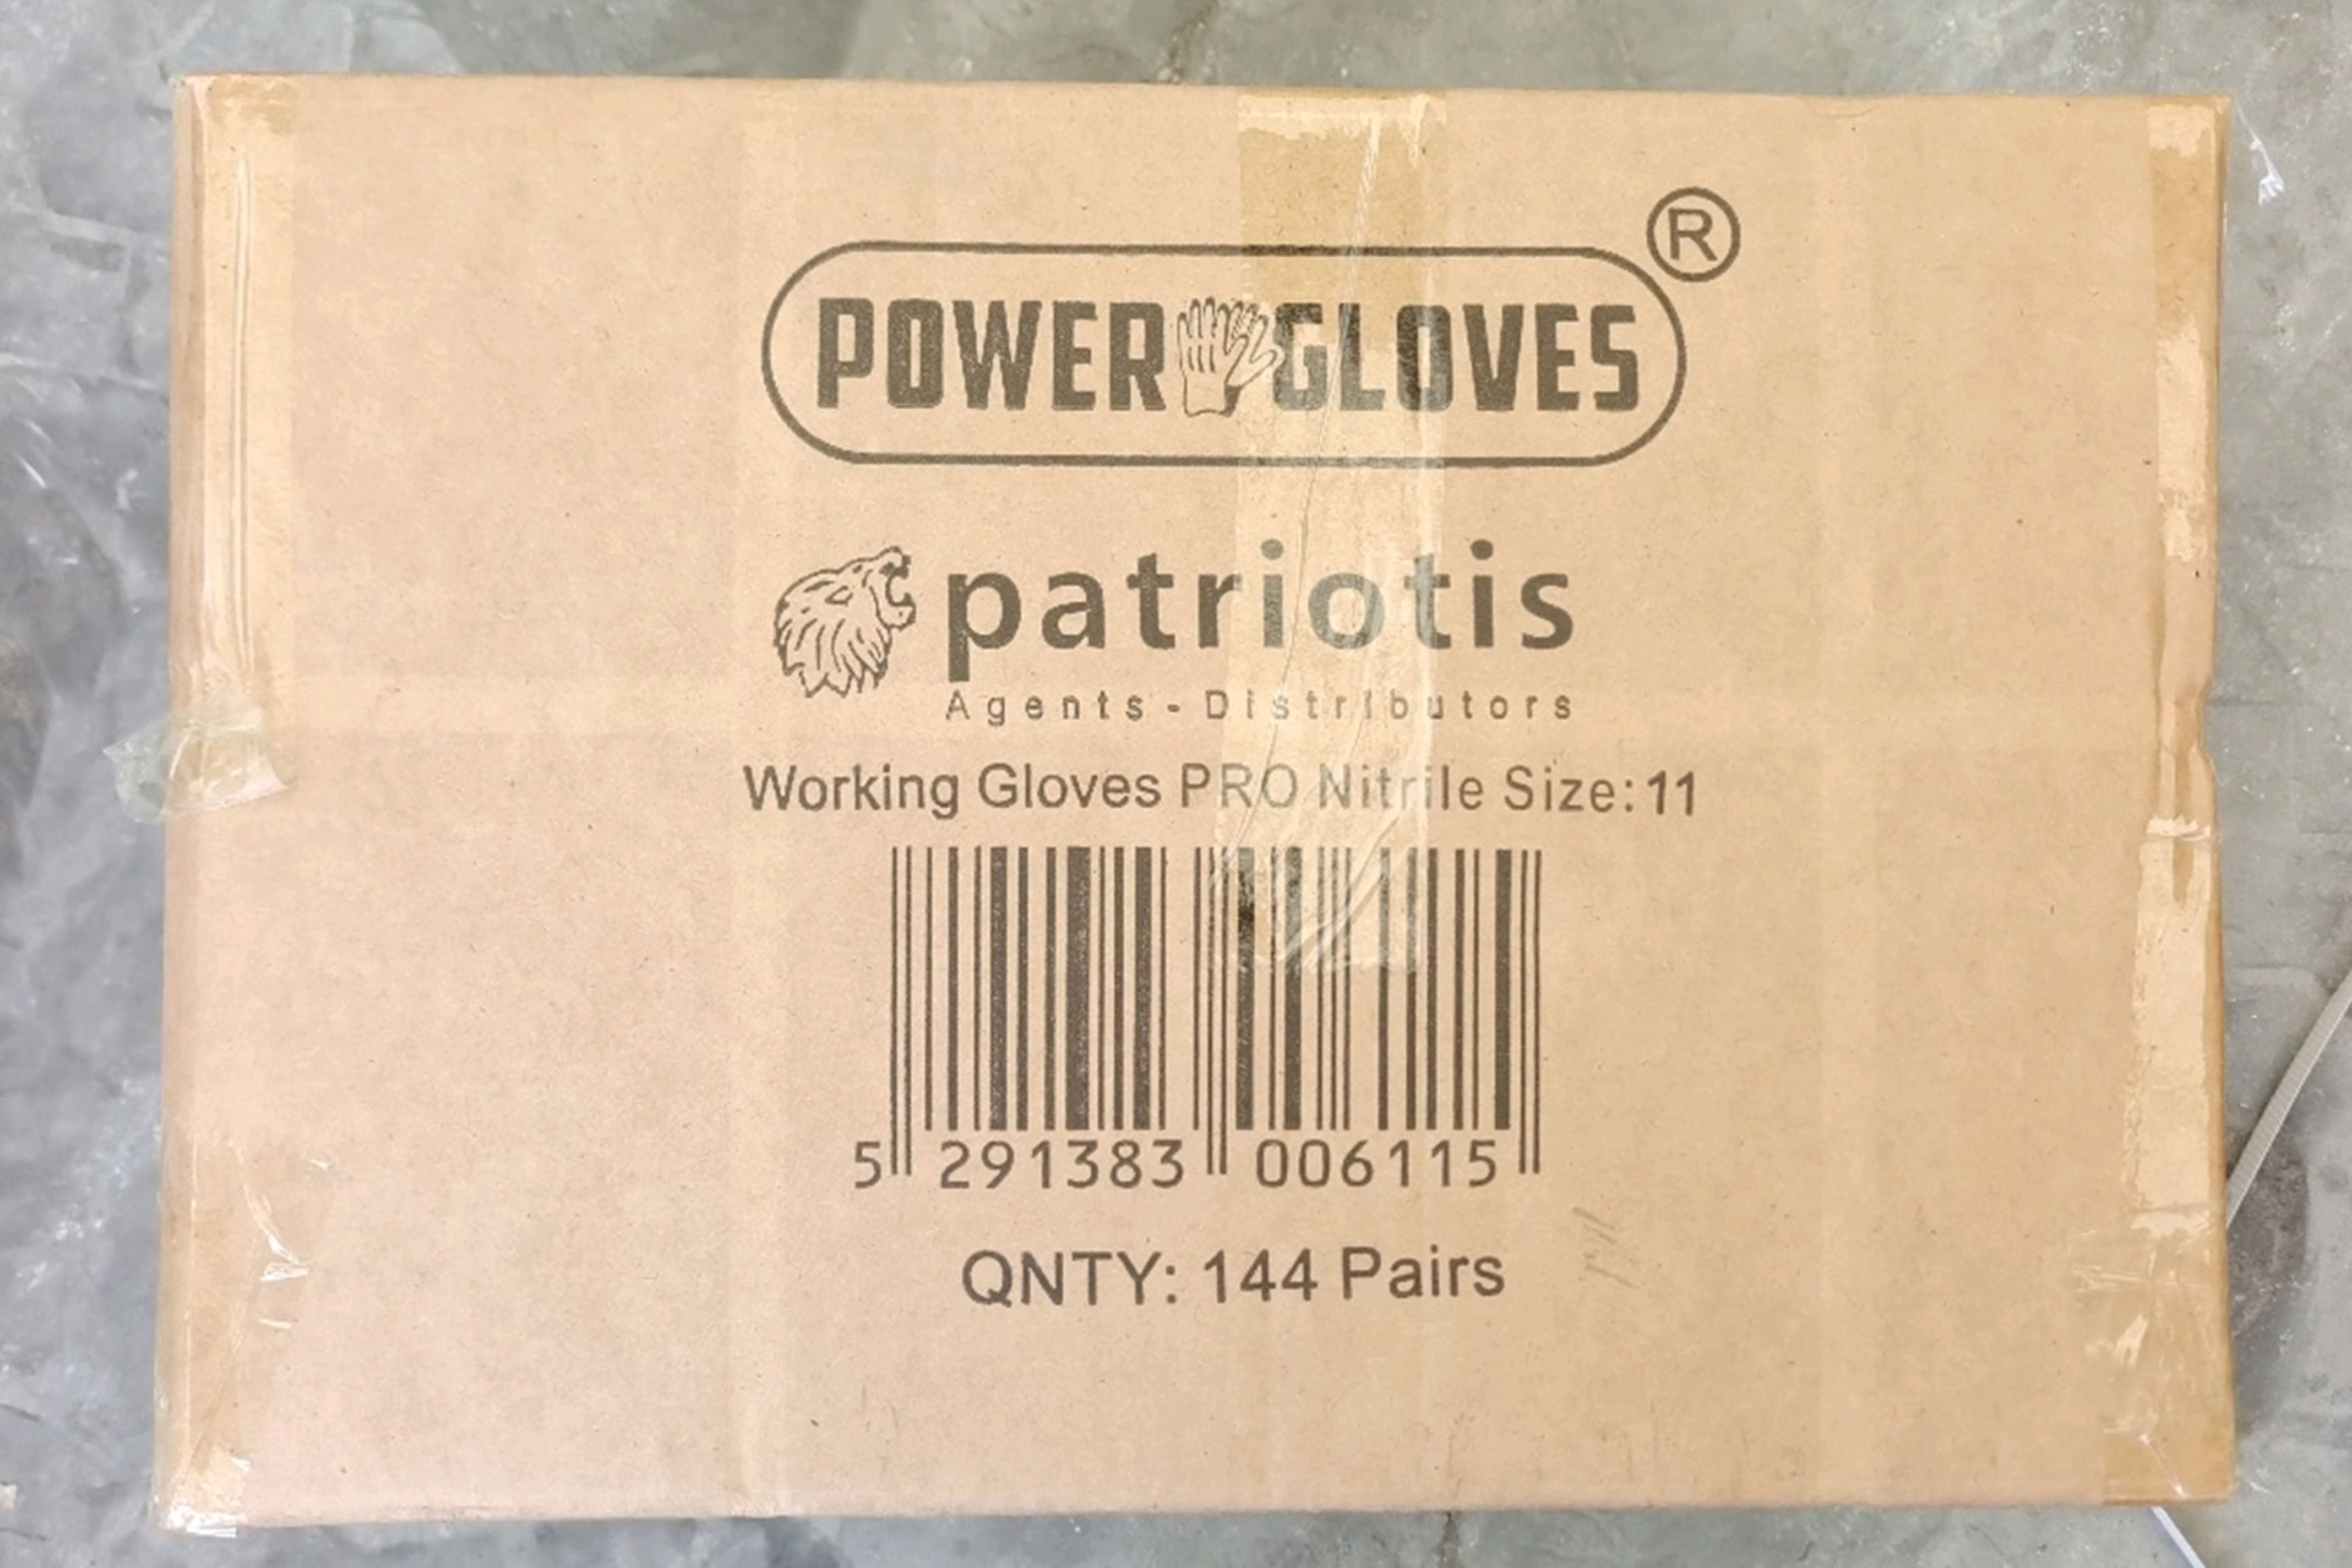 POWER GLOVES ®
patriotis
Agents-Distributors
Working Gloves PRO Nitrile Size:11
5 291383 006115
QNTY: 144 Pairs